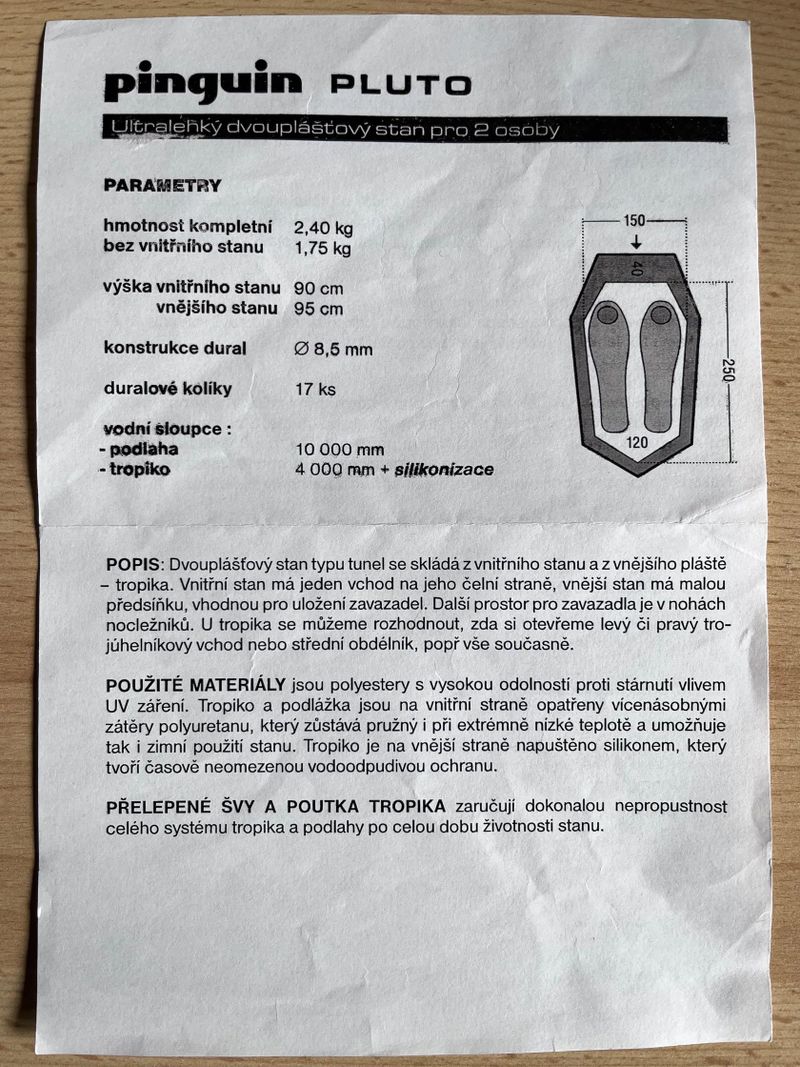 pinguin PLUTO
Ultralehký dvouplášťový stan pro 2 osoby
PARAMETRY
hmotnost kompletní 2,40 kg
bez vnitřního stanu 1,75 kg
výška vnitřního stanu 90 cm
vnějšího stanu 95 cm
konstrukce dural Ø 8,5 mm
duralové kolíky 17 ks
vodní sloupce :
- podlaha 10 000 mm
- tropiko 4 000 mm + silikonizace
150
40
250
120
POPIS: Dvouplášťový stan typu tunel se skládá z vnitřního stanu a z vnějšího pláště
– tropika. Vnitřní stan má jeden vchod na jeho čelní straně, vnější stan má malou
předsíňku, vhodnou pro uložení zavazadel. Další prostor pro zavazadla je v nohách
nocležníků. U tropika se můžeme rozhodnout, zda si otevřeme levý či pravý tro-
júhelníkový vchod nebo střední obdélník, popř vše současně.
POUŽITÉ MATERIÁLY jsou polyestery s vysokou odolností proti stárnutí vlivem
UV záření. Tropiko a podlážka jsou na vnitřní straně opatřeny vícenásobnými
zátěry polyuretanu, který zůstává pružný i při extrémně nízké teplotě a umožňuje
tak i zimní použití stanu. Tropiko je na vnější straně napuštěno silikonem, který
tvoří časově neomezenou vodoodpudivou ochranu.
PŘELEPENÉ ŠVY A POUTKA TROPIKA zaručují dokonalou nepropustnost
celého systému tropika a podlahy po celou dobu životnosti stanu.